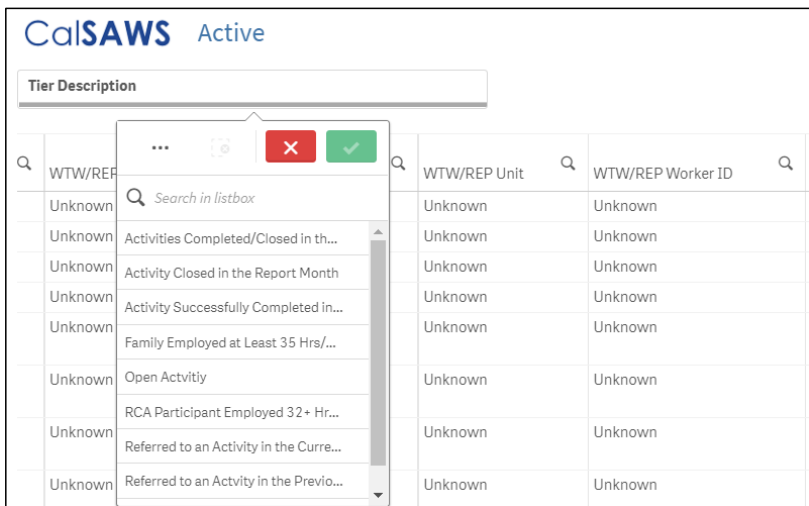 CalSAWS Active
Tier Description
WTW/REP WTW/REP Unit WTW/REP Worker ID
Search in listbox
Unknown Unknown Unknown
Unknown Activities Completed/Closed in th... Unknown Unknown
Unknown Activity Closed in the Report Month Unknown Unknown
Unknown Activity Successfully Completed in... Unknown Unknown
Unknown Family Employed at Least 35 Hrs/... Unknown Unknown
Unknown Open Actvitiy Unknown Unknown
RCA Participant Employed 32+ Hr...
Unknown Referred to an Activity in the Curre... Unknown Unknown
Unknown Referred to an Actvity in the Previo... Unknown Unknown